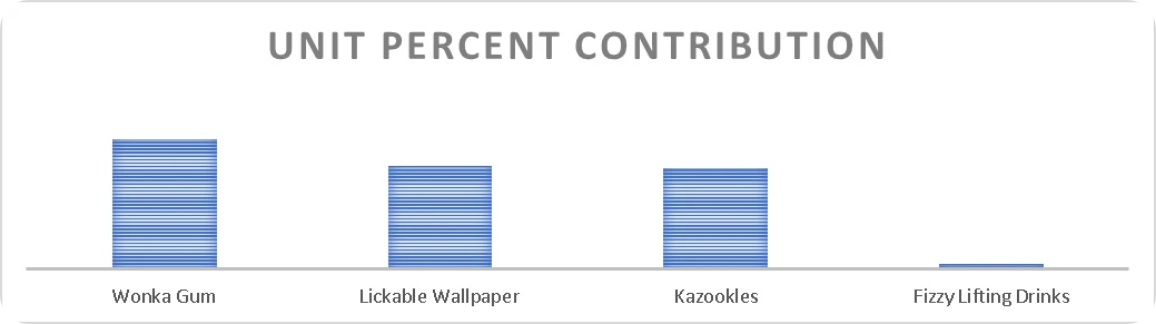 UNIT PERCENT CONTRIBUTION
Wonka Gum
Lickable Wallpaper
Kazookles
Fizzy Lifting Drinks